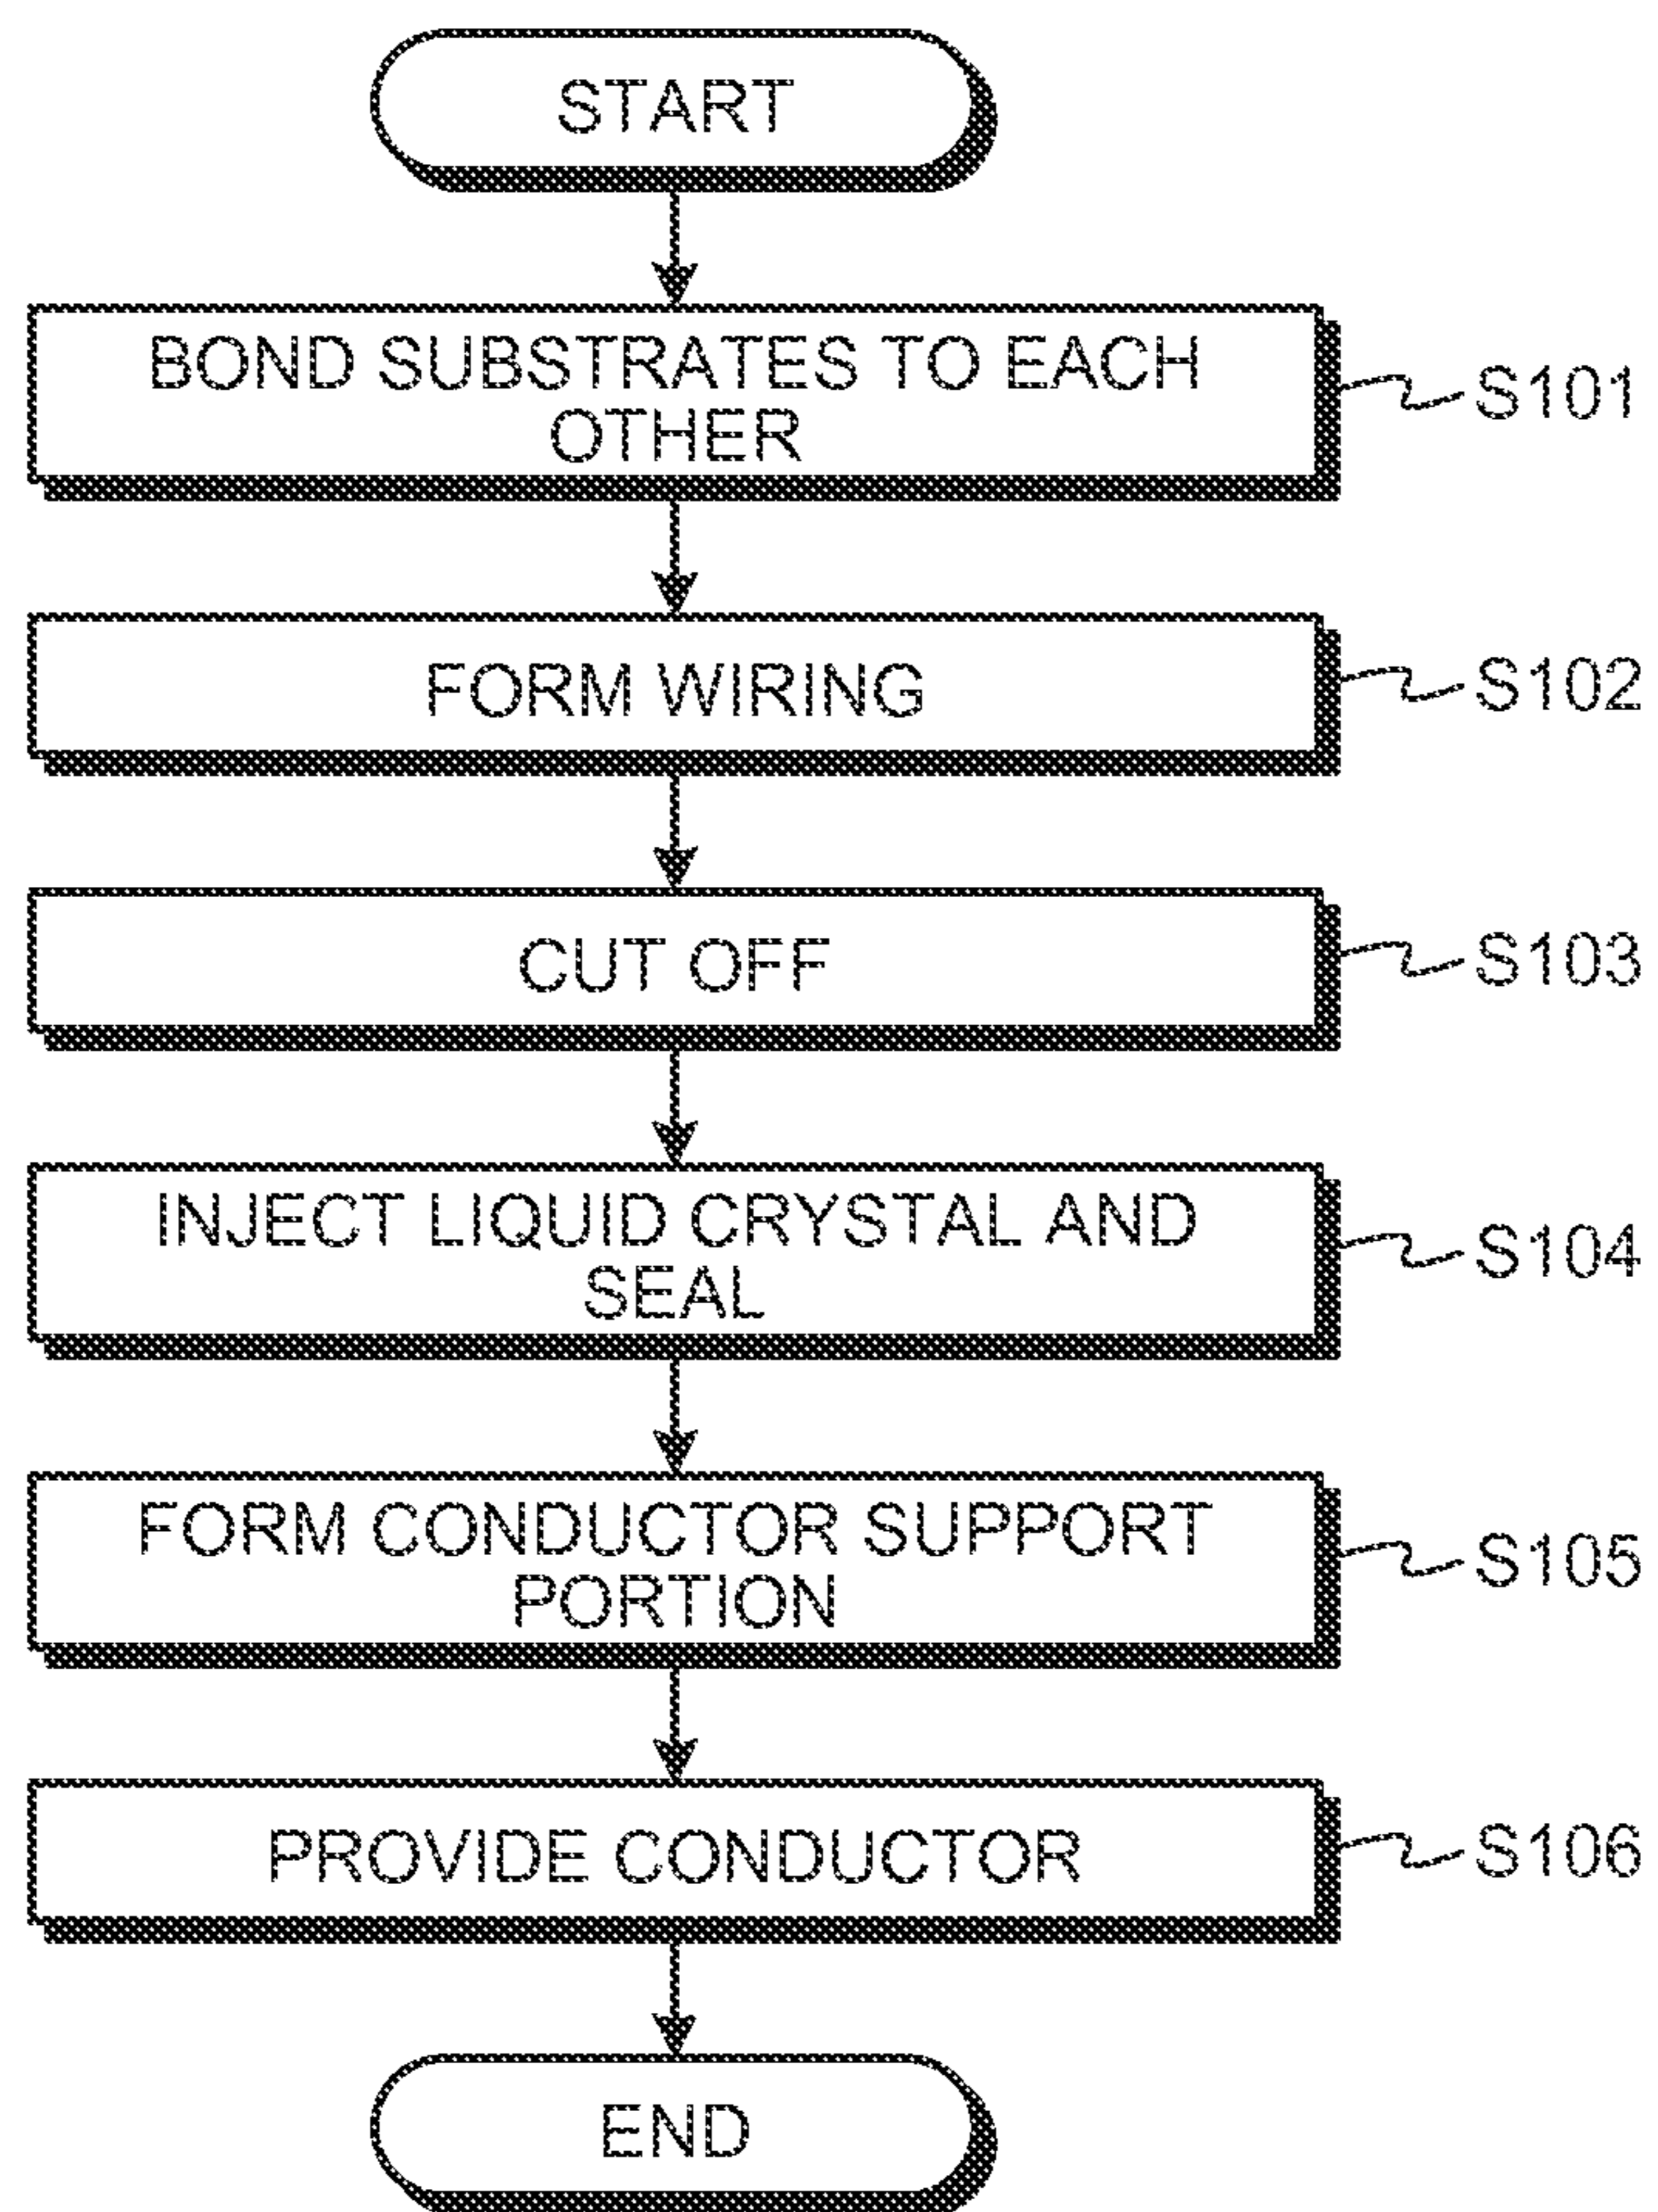 START
BOND SUBSTRATES TO EACH
OTHER
S101
FORM WIRING
S102
CUT OFF
S103
INJECT LIQUID CRYSTAL AND
SEAL
S104
FORM CONDUCTOR SUPPORT
PORTION
S105
PROVIDE CONDUCTOR
S106
END